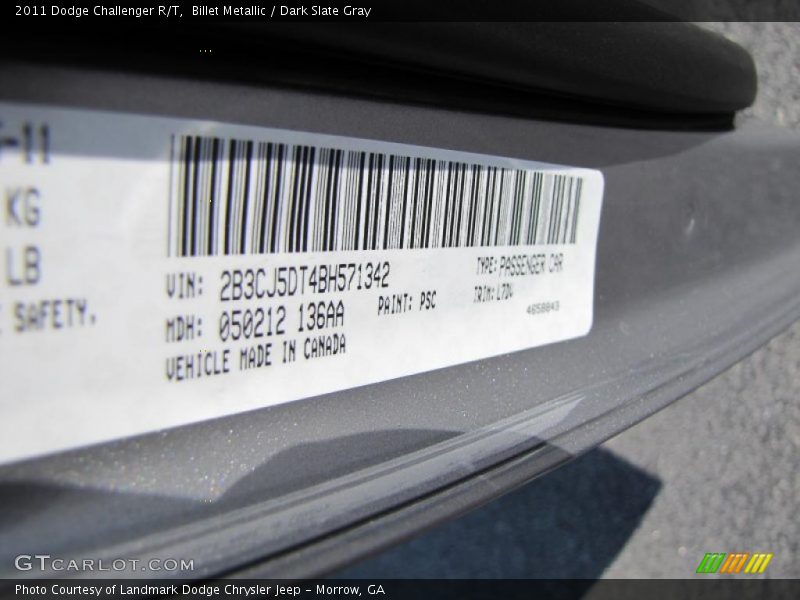 2011 Dodge Challenger R/T, Billet Metallic / Dark Slate Gray
-11
KG
LB
SAFETY.
VIN: 2B3CJ5DT4BH571342
TYPE: PASSENGER CAR
MDH: 050212 136AA
PAINT: PSC
TRIM: L7DV
4658843
VEHICLE MADE IN CANADA
GTCARLOT.COM
Photo Courtesy of Landmark Dodge Chrysler Jeep – Morrow, GA